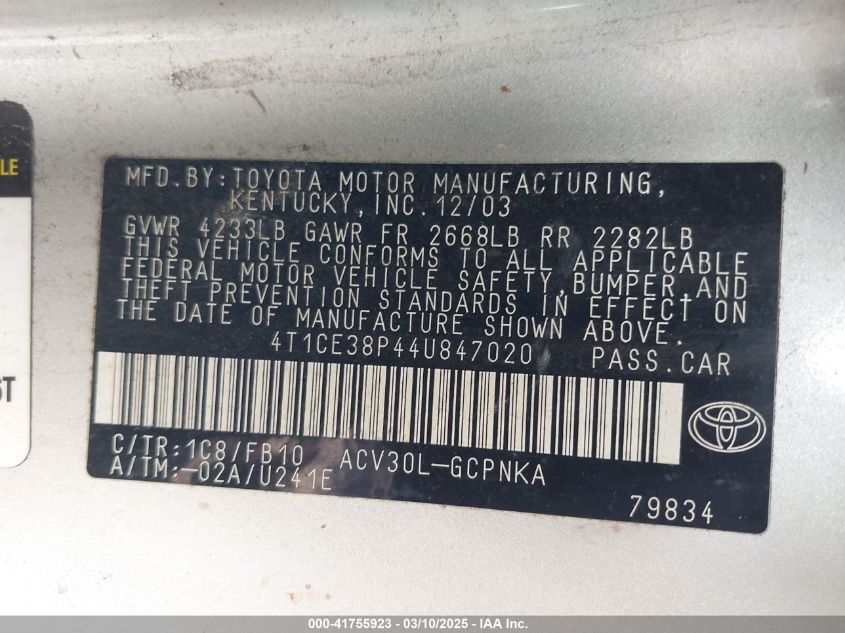 LE
ST
MFD.BY:TOYOTA MOTOR MANUFACTURING,
KENTUCKY,INC.12/03
GVWR 4233LB GAWR FR 2668LB RR 2282LB
THIS VEHICLE CONFORMS TO ALL APPLICABLE
FEDERAL MOTOR VEHICLE SAFETY,BUMPER,AND
THEFT PREVENTION STANDARDS IN EFFECT ON
THE DATE OF MANUFACTURE SHOWN ABOVE.
4T1CE38P44U847020 PASS.CAR
C/TR:1C8/FB10 ACV30L-GCPNKA
A/TM:-02A/U241E
79834
000-41755923 - 03/10/2025 - IAA Inc.